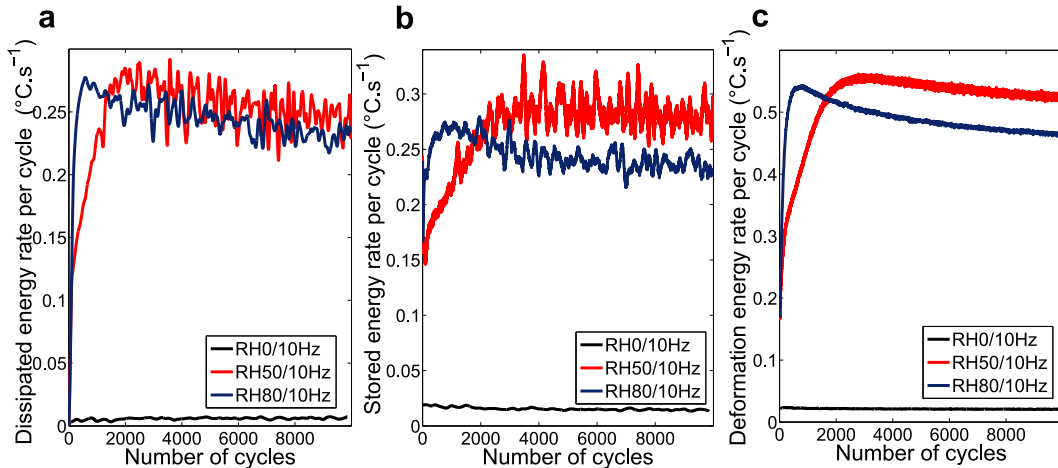 a
Dissipated energy rate per cycle (°C.s⁻¹)
0.25
0.2
0.15
0.1
0.05
0
0 2000 4000 6000 8000
Number of cycles
RH0/10Hz
RH50/10Hz
RH80/10Hz
b
Stored energy rate per cycle (°C.s⁻¹)
0.3
0.25
0.2
0.15
0.1
0.05
0
0 2000 4000 6000 8000
Number of cycles
RH0/10Hz
RH50/10Hz
RH80/10Hz
c
Deformation energy rate per cycle (°C.s⁻¹)
0.5
0.4
0.3
0.2
0.1
0
0 2000 4000 6000 8000
Number of cycles
RH0/10Hz
RH50/10Hz
RH80/10Hz